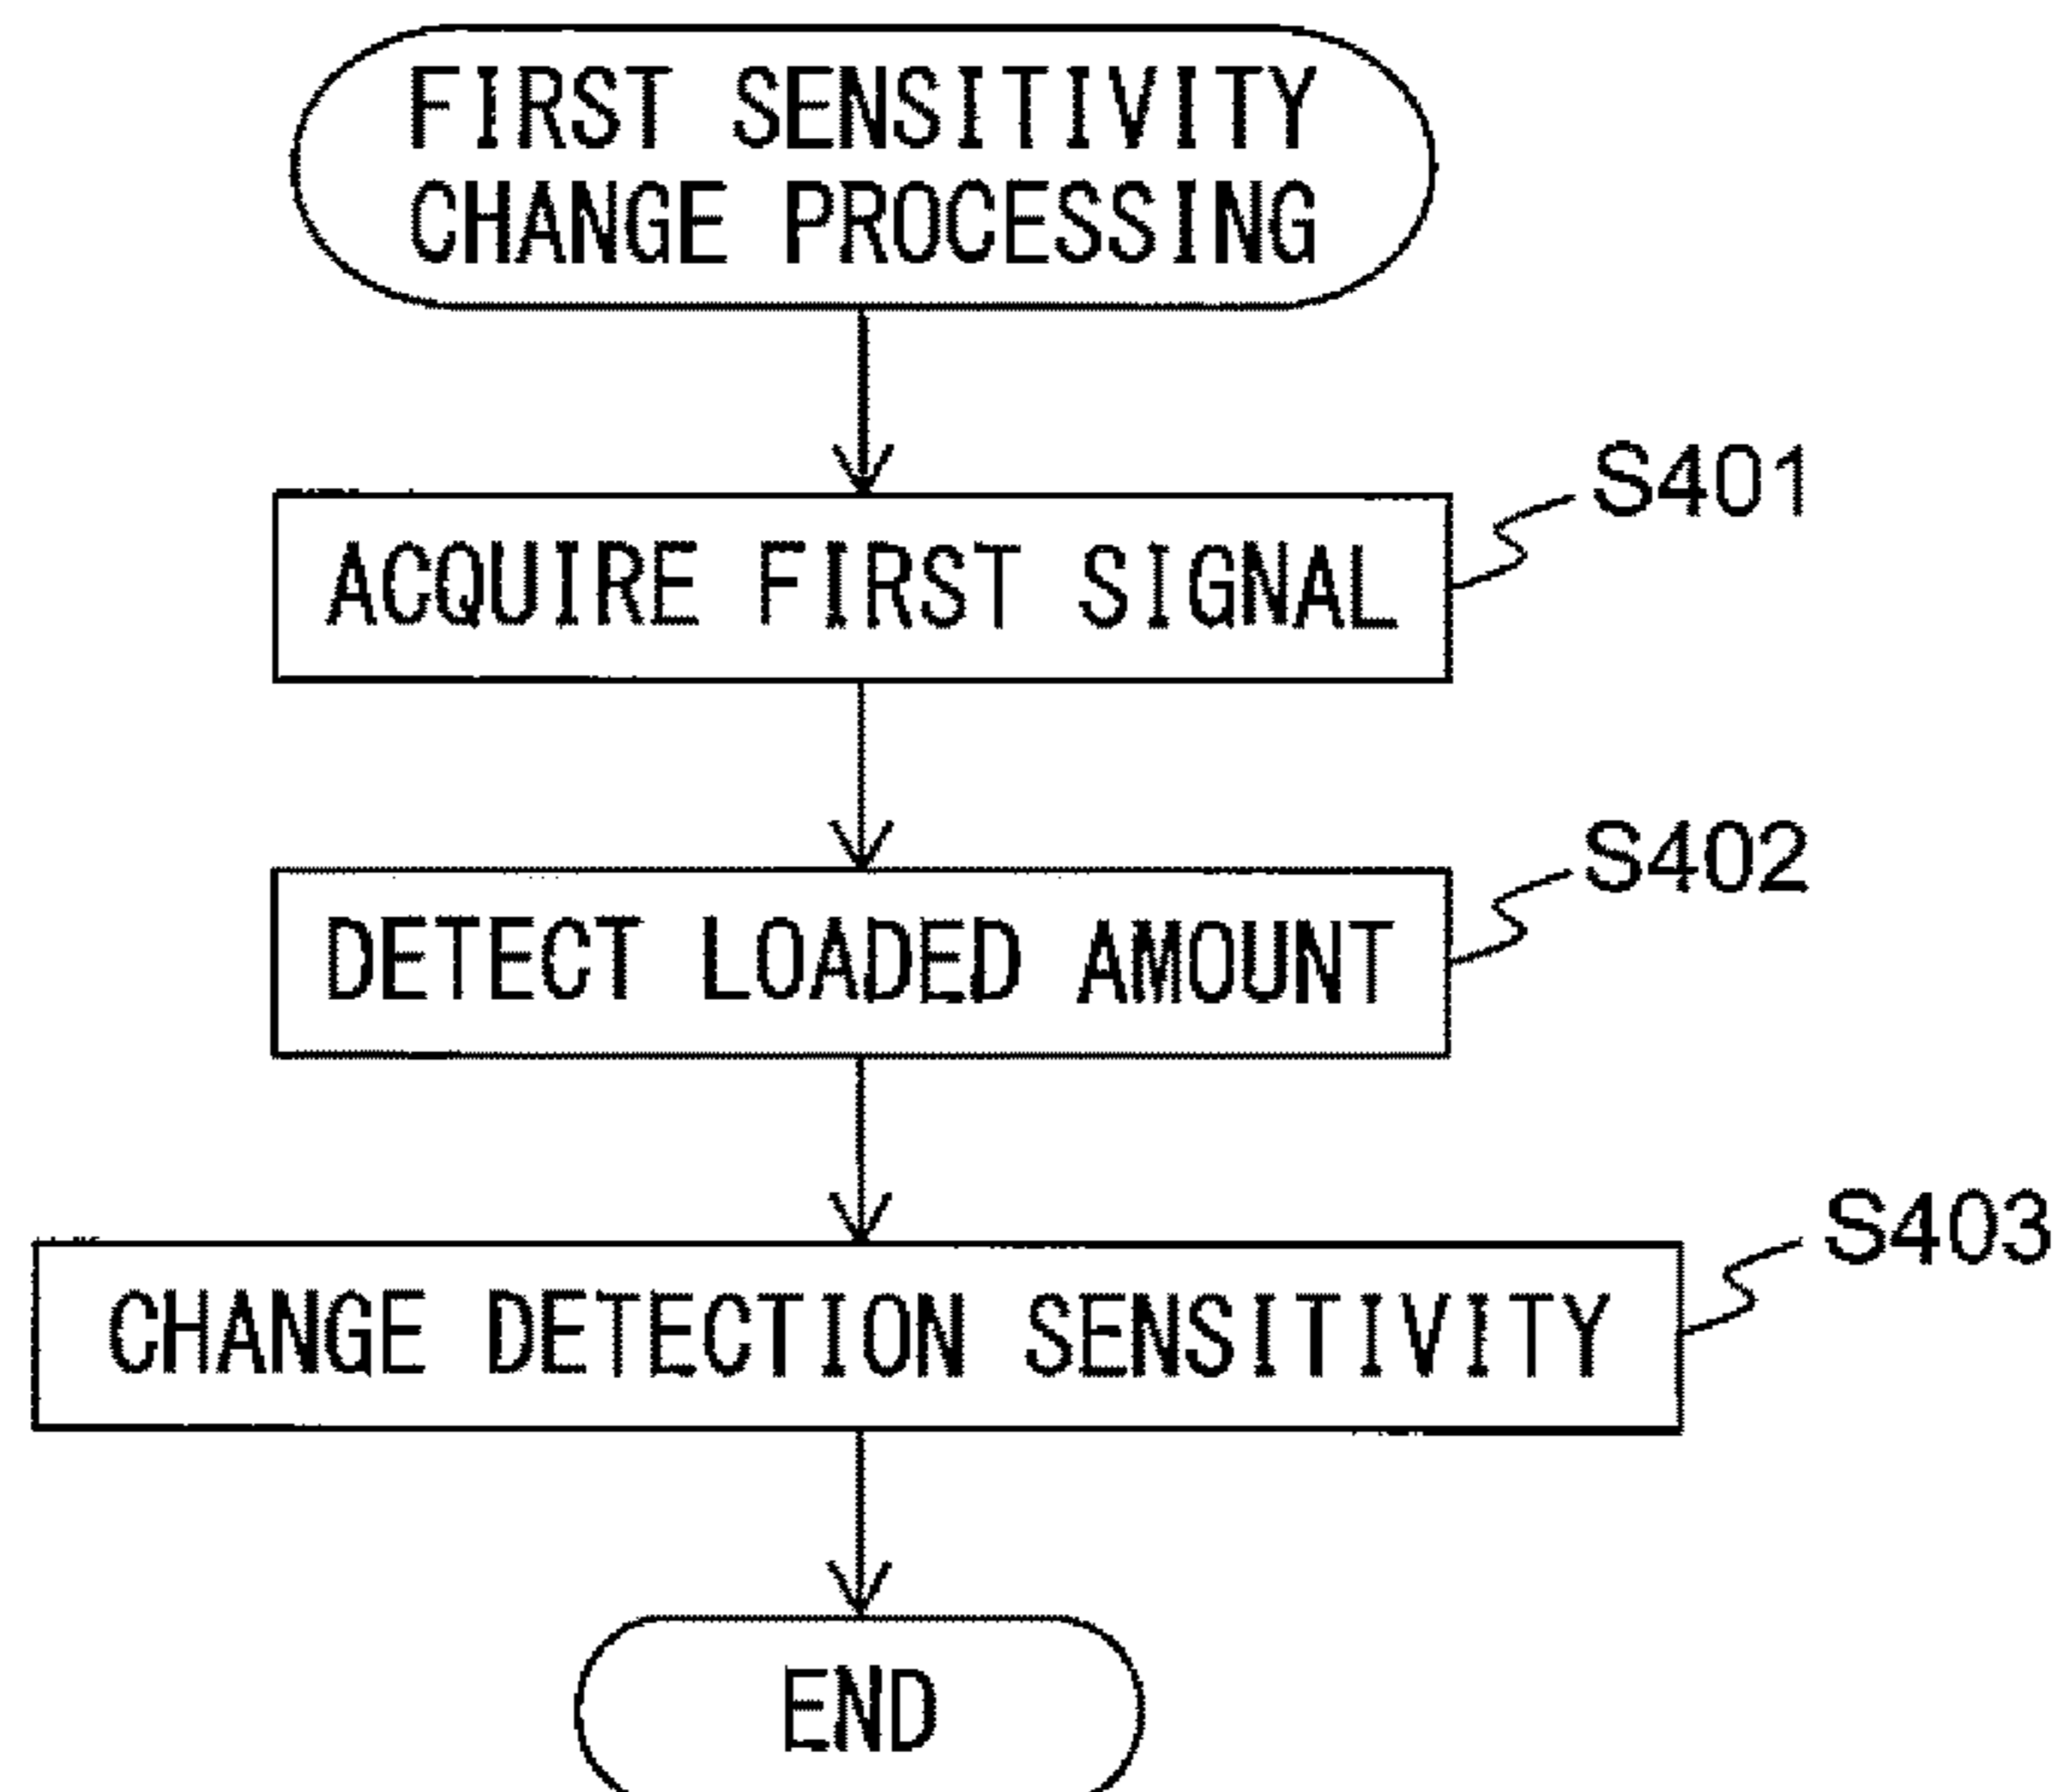 FIRST SENSITIVITY
CHANGE PROCESSING
S401
ACQUIRE FIRST SIGNAL
S402
DETECT LOADED AMOUNT
S403
CHANGE DETECTION SENSITIVITY
END